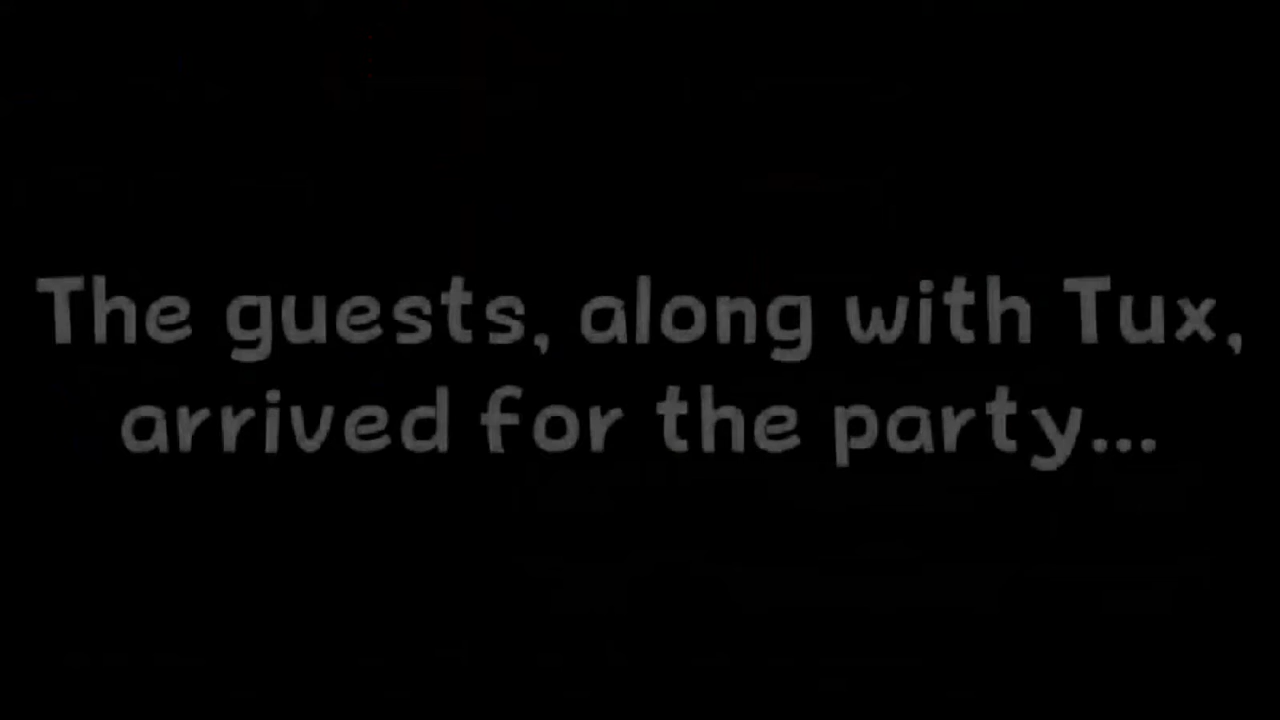 The guests, along with Tux,
arrived for the party...